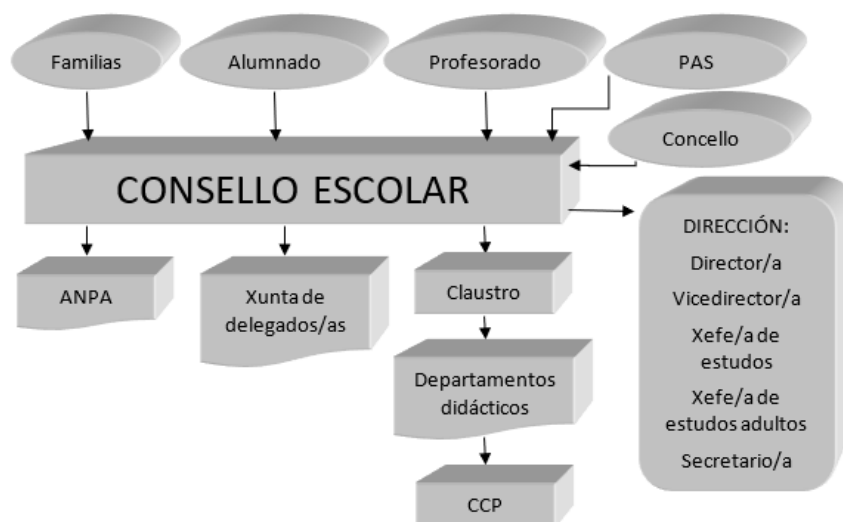 Familias
Alumnado
Profesorado
PAS
Concello
CONSELLO ESCOLAR
ANPA
Xunta de
delegados/as
Claustro
Departamentos
didácticos
CCP
DIRECCIÓN:
Director/a
Vicedirector/a
Xefe/a de
estudos
Xefe/a de
estudos adultos
Secretario/a